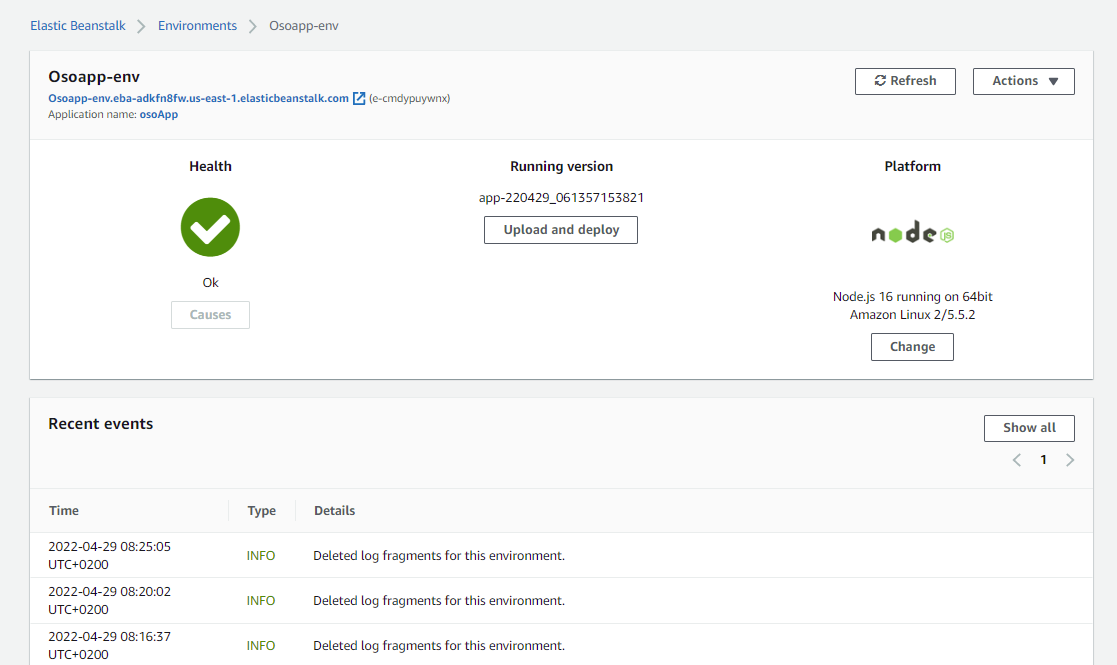 Elastic Beanstalk > Environments > Osoapp-env
Osoapp-env
Osoapp-env.eba-adkfn8fw.us-east-1.elasticbeanstalk.com (e-cmdypuywnx)
Application name: osoApp
Refresh
Actions
Health
Ok
Causes
Running version
app-220429_061357153821
Upload and deploy
Platform
node JS
Node.js 16 running on 64bit
Amazon Linux 2/5.5.2
Change
Recent events
Show all
< 1 >
Time Type Details
2022-04-29 08:25:05
UTC+0200
INFO
Deleted log fragments for this environment.
2022-04-29 08:20:02
UTC+0200
INFO
Deleted log fragments for this environment.
2022-04-29 08:16:37
UTC+0200
INFO
Deleted log fragments for this environment.